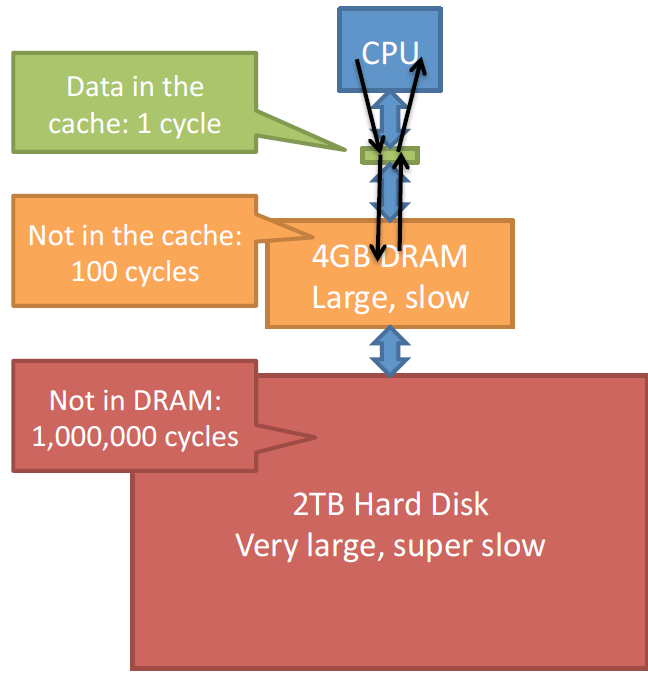 CPU
Data in the
cache: 1 cycle
Not in the cache:
100 cycles
4GB DRAM
Large, slow
Not in DRAM:
1,000,000 cycles
2TB Hard Disk
Very large, super slow